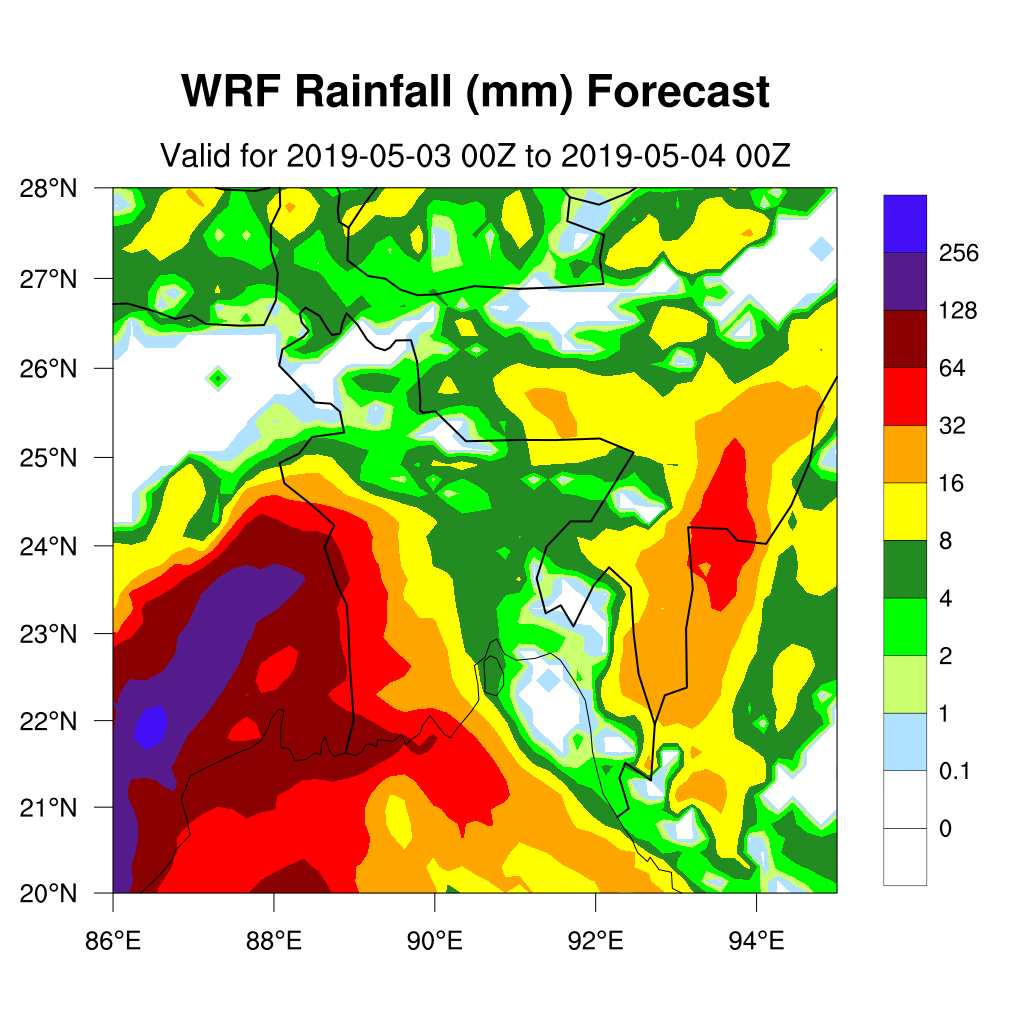 WRF Rainfall (mm) Forecast
Valid for 2019-05-03 00Z to 2019-05-04 00Z
28°N
27°N
26°N
25°N
24°N
23°N
22°N
21°N
20°N
86°E 88°E 90°E 92°E 94°E
256
128
64
32
16
8
4
2
1
0.1
0